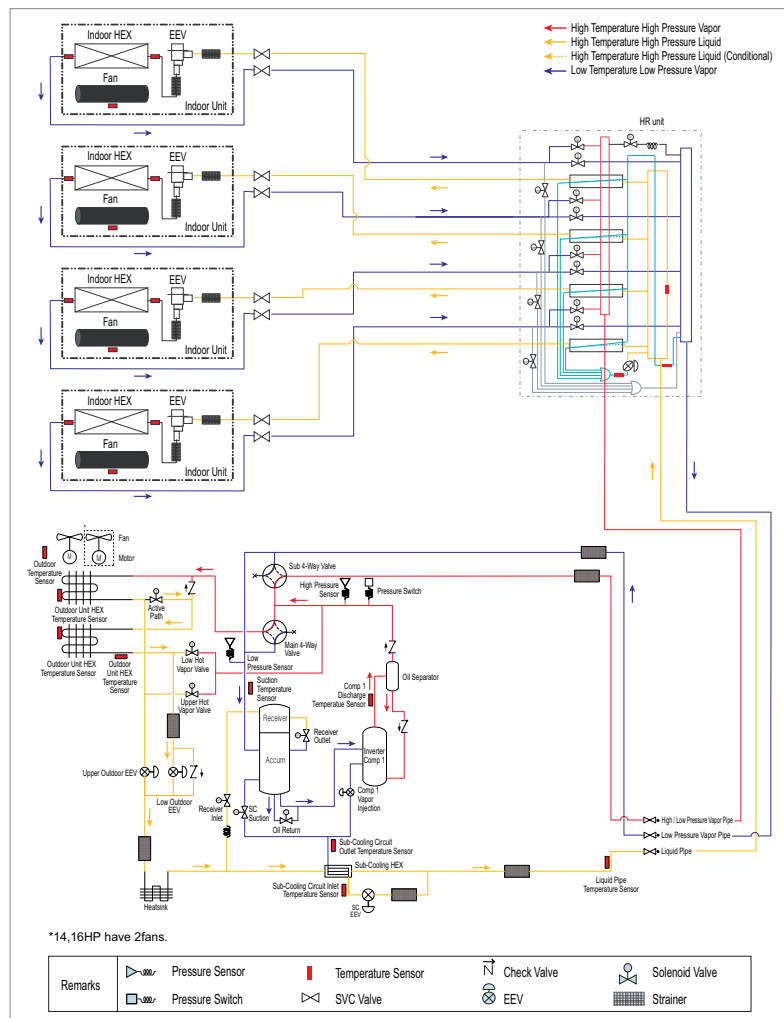 High Temperature High Pressure Vapor
High Temperature High Pressure Liquid
High Temperature High Pressure Liquid (Conditional)
Low Temperature Low Pressure Vapor
Indoor HEX
EEV
Fan
Indoor Unit
Indoor HEX
EEV
Fan
Indoor Unit
Indoor HEX
EEV
Fan
Indoor Unit
Indoor HEX
EEV
Fan
Indoor Unit
HR unit
Fan
M
M
Motor
Outdoor
Temperature
Sensor
Outdoor Unit HEX
Temperature Sensor
Active
Path
Outdoor Unit HEX
Temperature Sensor
Outdoor
Unit HEX
Temperature
Sensor
Low Hot
Vapor Valve
Upper Hot
Vapor Valve
Sub 4-Way Valve
High Pressure
Sensor
Pressure Switch
Main 4-Way
Valve
Low
Pressure Sensor
Suction
Temperature
Sensor
Comp 1
Discharge
Temperatue Sensor
Oil Separator
Receiver
Receiver
Outlet
Accum
Inverter
Comp 1
Upper Outdoor EEV
Low Outdoor
EEV
Receiver
Inlet
SC
Suction
Oil Return
Comp 1
Vapor
Injection
Sub-Cooling Circuit
Outlet Temperature Sensor
Sub-Cooling HEX
Sub-Cooling Circuit Inlet
Temperature Sensor
SC
EEV
Heatsink
High / Low Pressure Vapor Pipe
Low Pressure Vapor Pipe
Liquid Pipe
Liquid Pipe
Temperature Sensor
*14,16HP have 2fans.
Remarks
Pressure Sensor
Temperature Sensor
Check Valve
Solenoid Valve
Pressure Switch
SVC Valve
EEV
Strainer